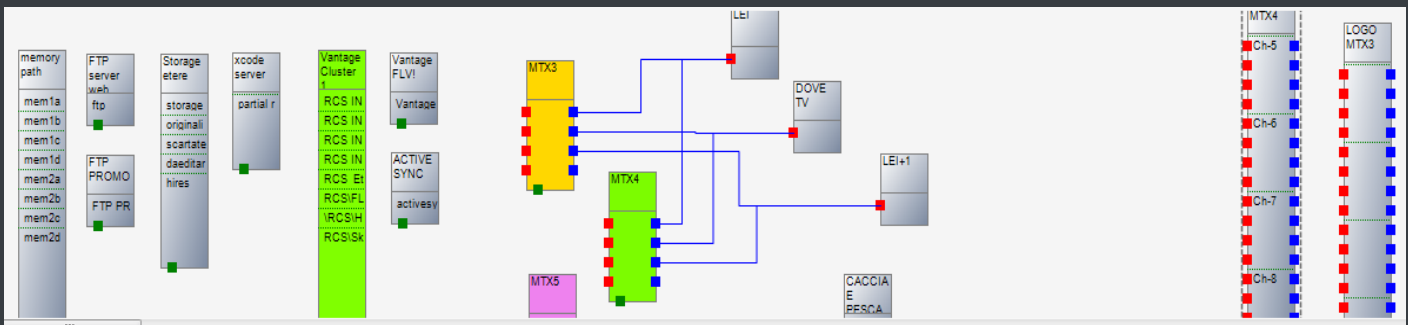 memory
path
mem1a
mem1b
mem1c
mem1d
mem2a
mem2b
mem2c
mem2d
FTP
server
web
ftp
FTP
PROMO
FTP PR
Storage
etere
storage
originali
scartate
daeditar
hires
xcode
server
partial r
Vantage
Cluster
1
RCS IN
RCS IN
RCS IN
RCS IN
RCS Et
RCS\FL
\RCS\H
RCS\Sk
Vantage
FLV!
Vantage
ACTIVE
SYNC
activesy
MTX3
MTX4
MTX5
LEI
DOVE
TV
LEI+1
CACCIA
E
PESCA
MTX4
Ch-5
Ch-6
Ch-7
Ch-8
LOGO
MTX3